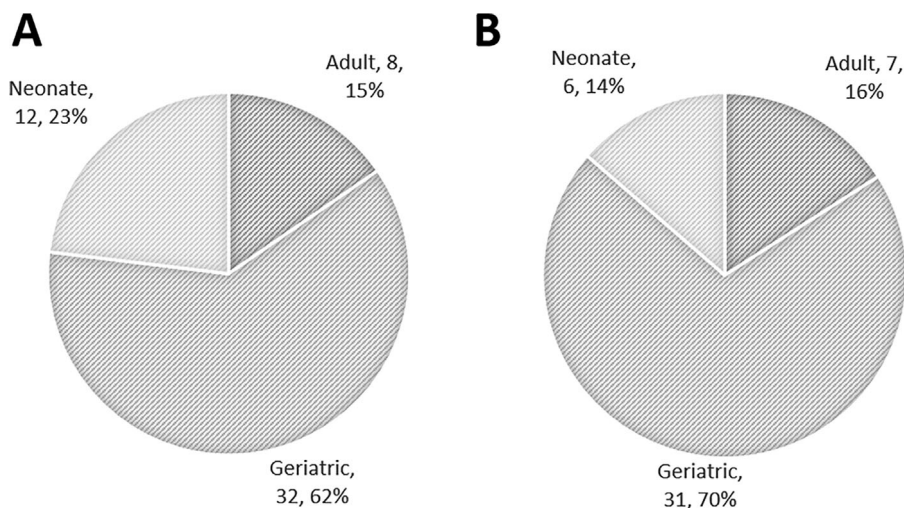 A
Neonate,
12, 23%
Adult, 8,
15%
Geriatric,
32, 62%
B
Neonate,
6, 14%
Adult, 7,
16%
Geriatric,
31, 70%